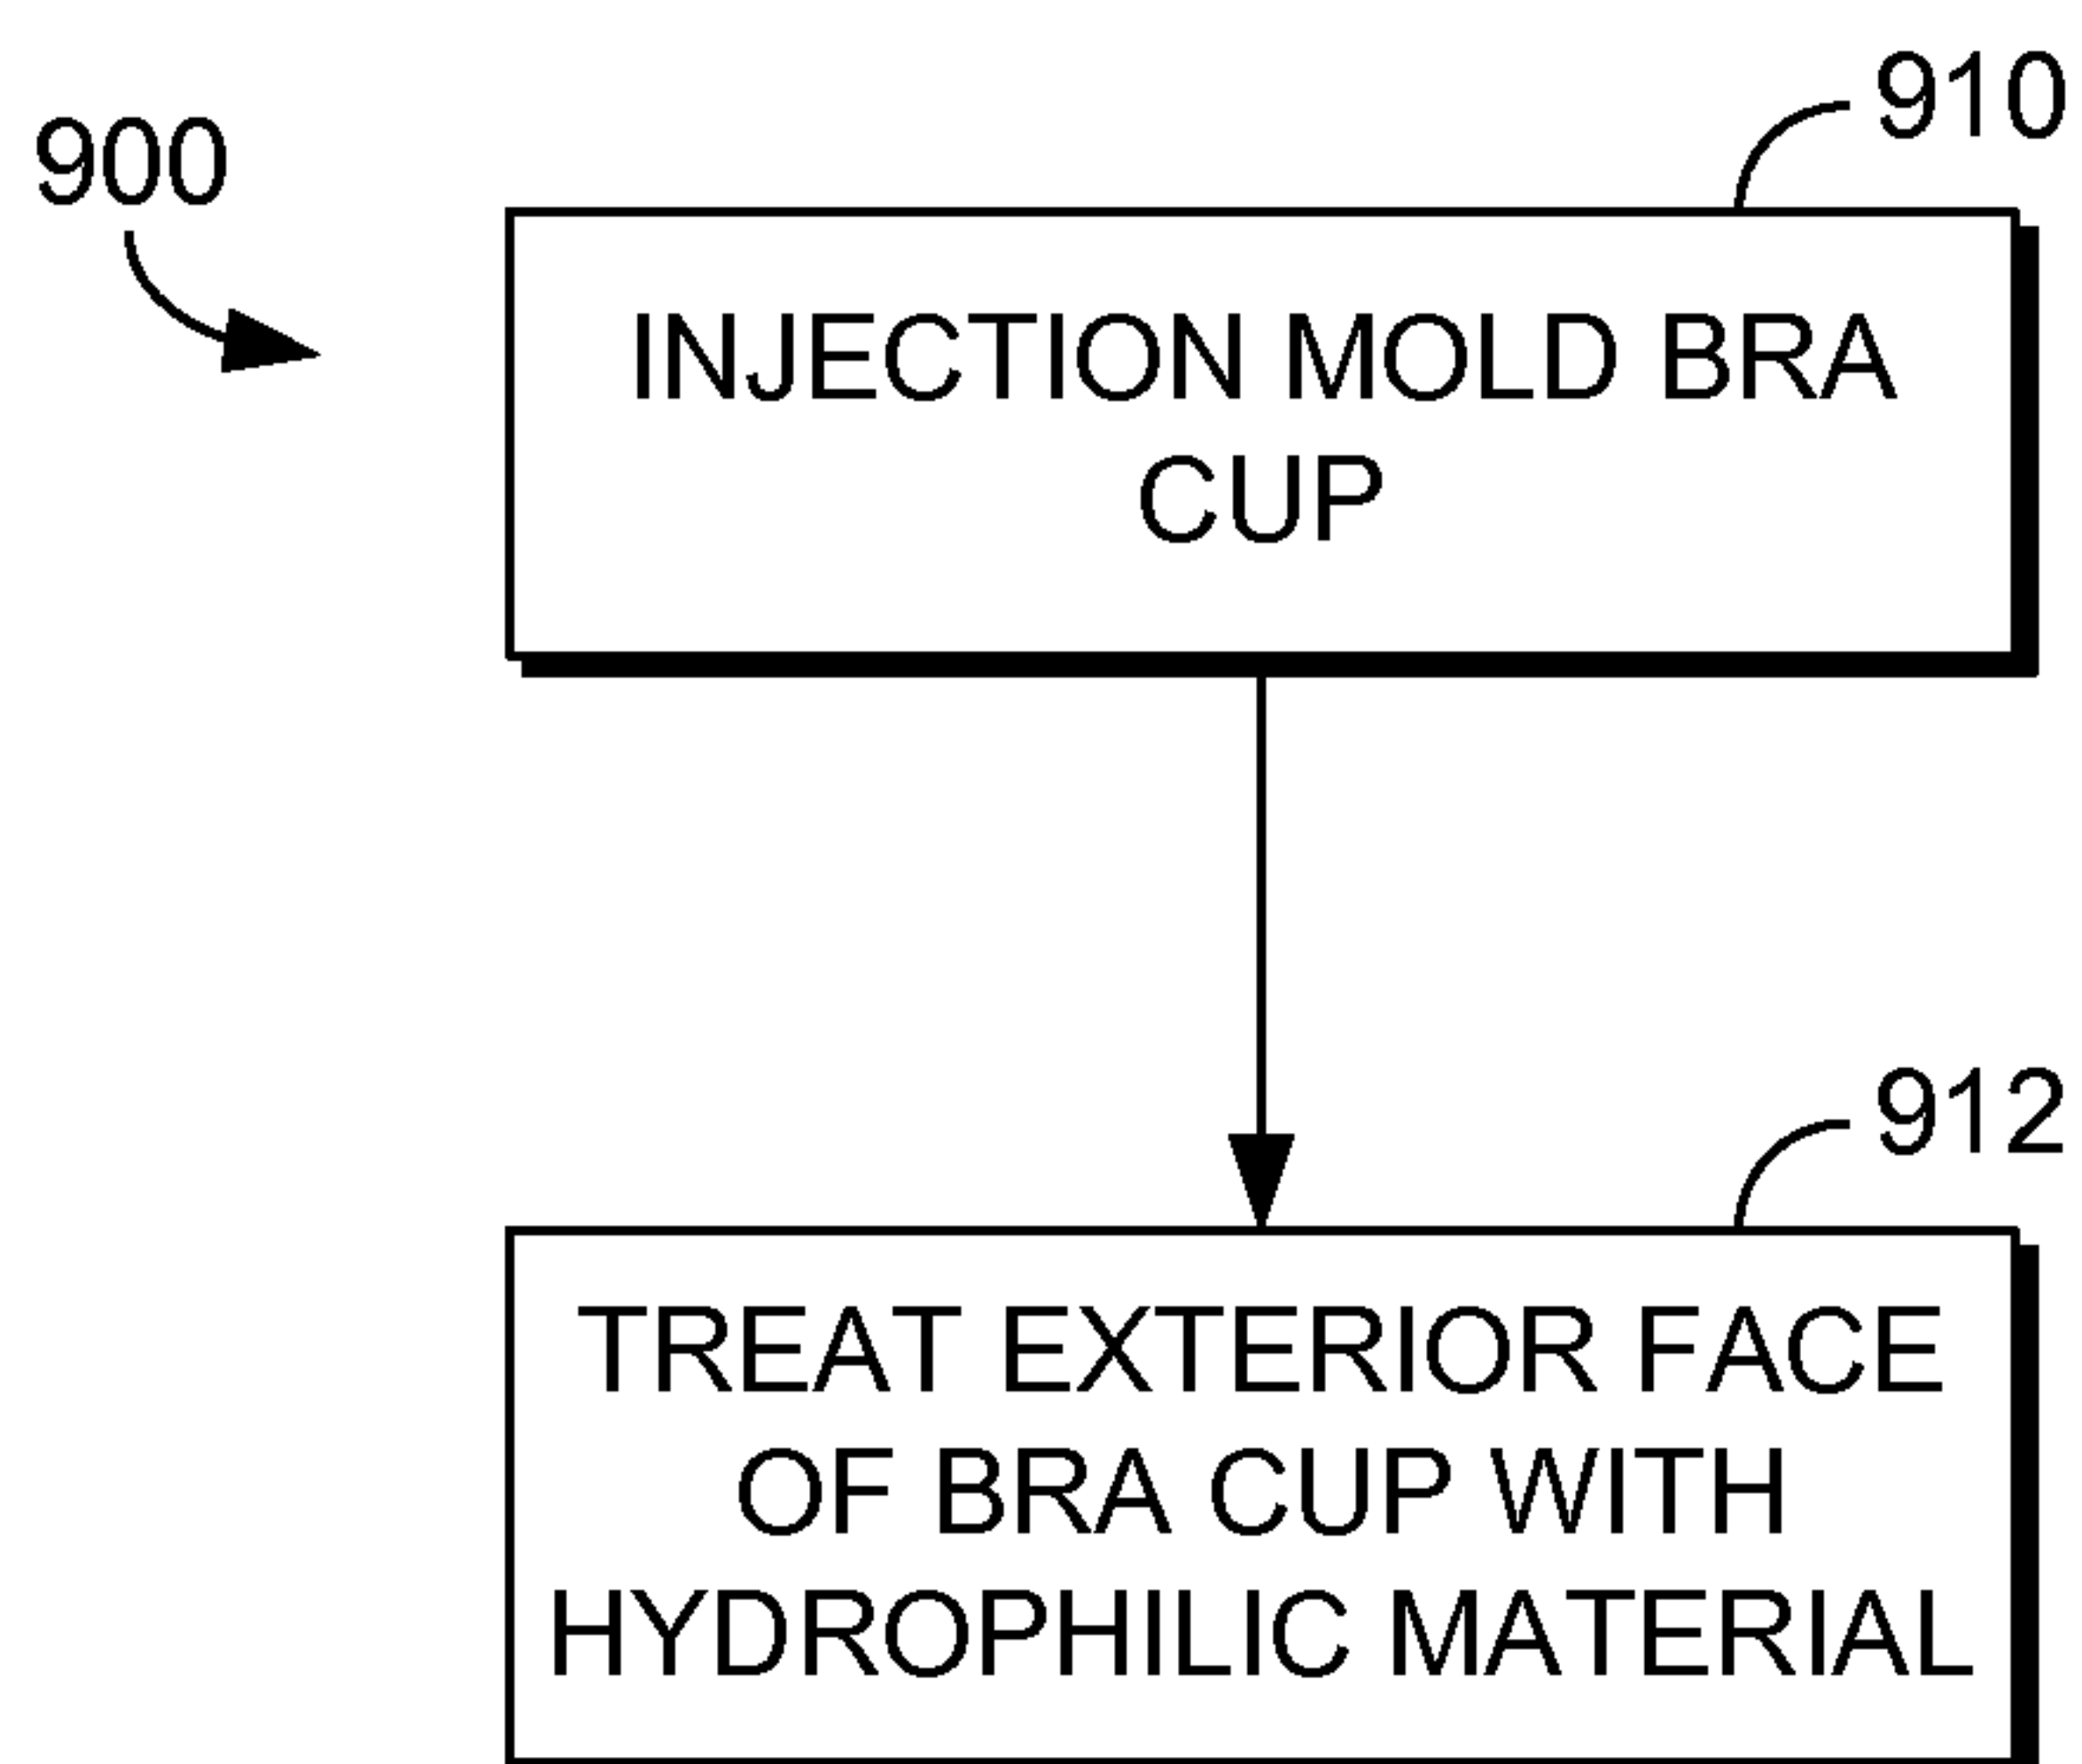 900
910
INJECTION MOLD BRA
CUP
912
TREAT EXTERIOR FACE
OF BRA CUP WITH
HYDROPHILIC MATERIAL